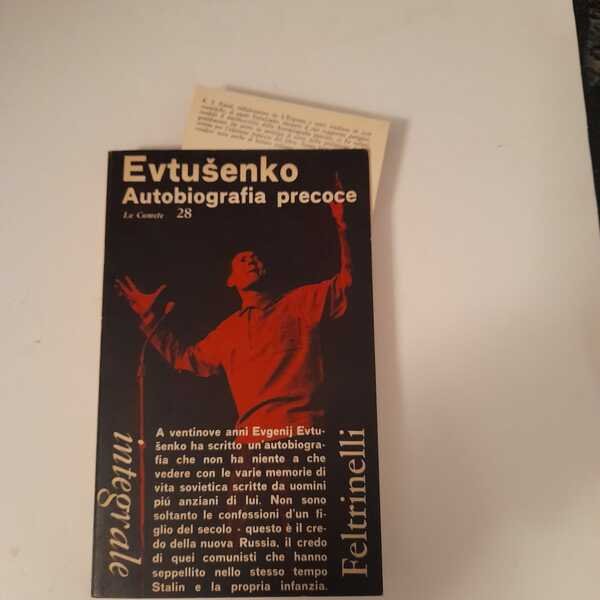 Evtušenko
Autobiografia precoce
Le Comete 28
A ventinove anni Evgenij Evtu-
šenko ha scritto un'autobiogra-
fia che non ha niente a che
vedere con le varie memorie di
vita sovietica scritte da uomini
piú anziani di lui. Non sono
soltanto le confessioni d'un fi-
glio del secolo - questo è il cre-
do della nuova Russia, il credo
di quei comunisti che hanno
seppellito nello stesso tempo
Stalin e la propria infanzia.
integrale
Feltrinelli